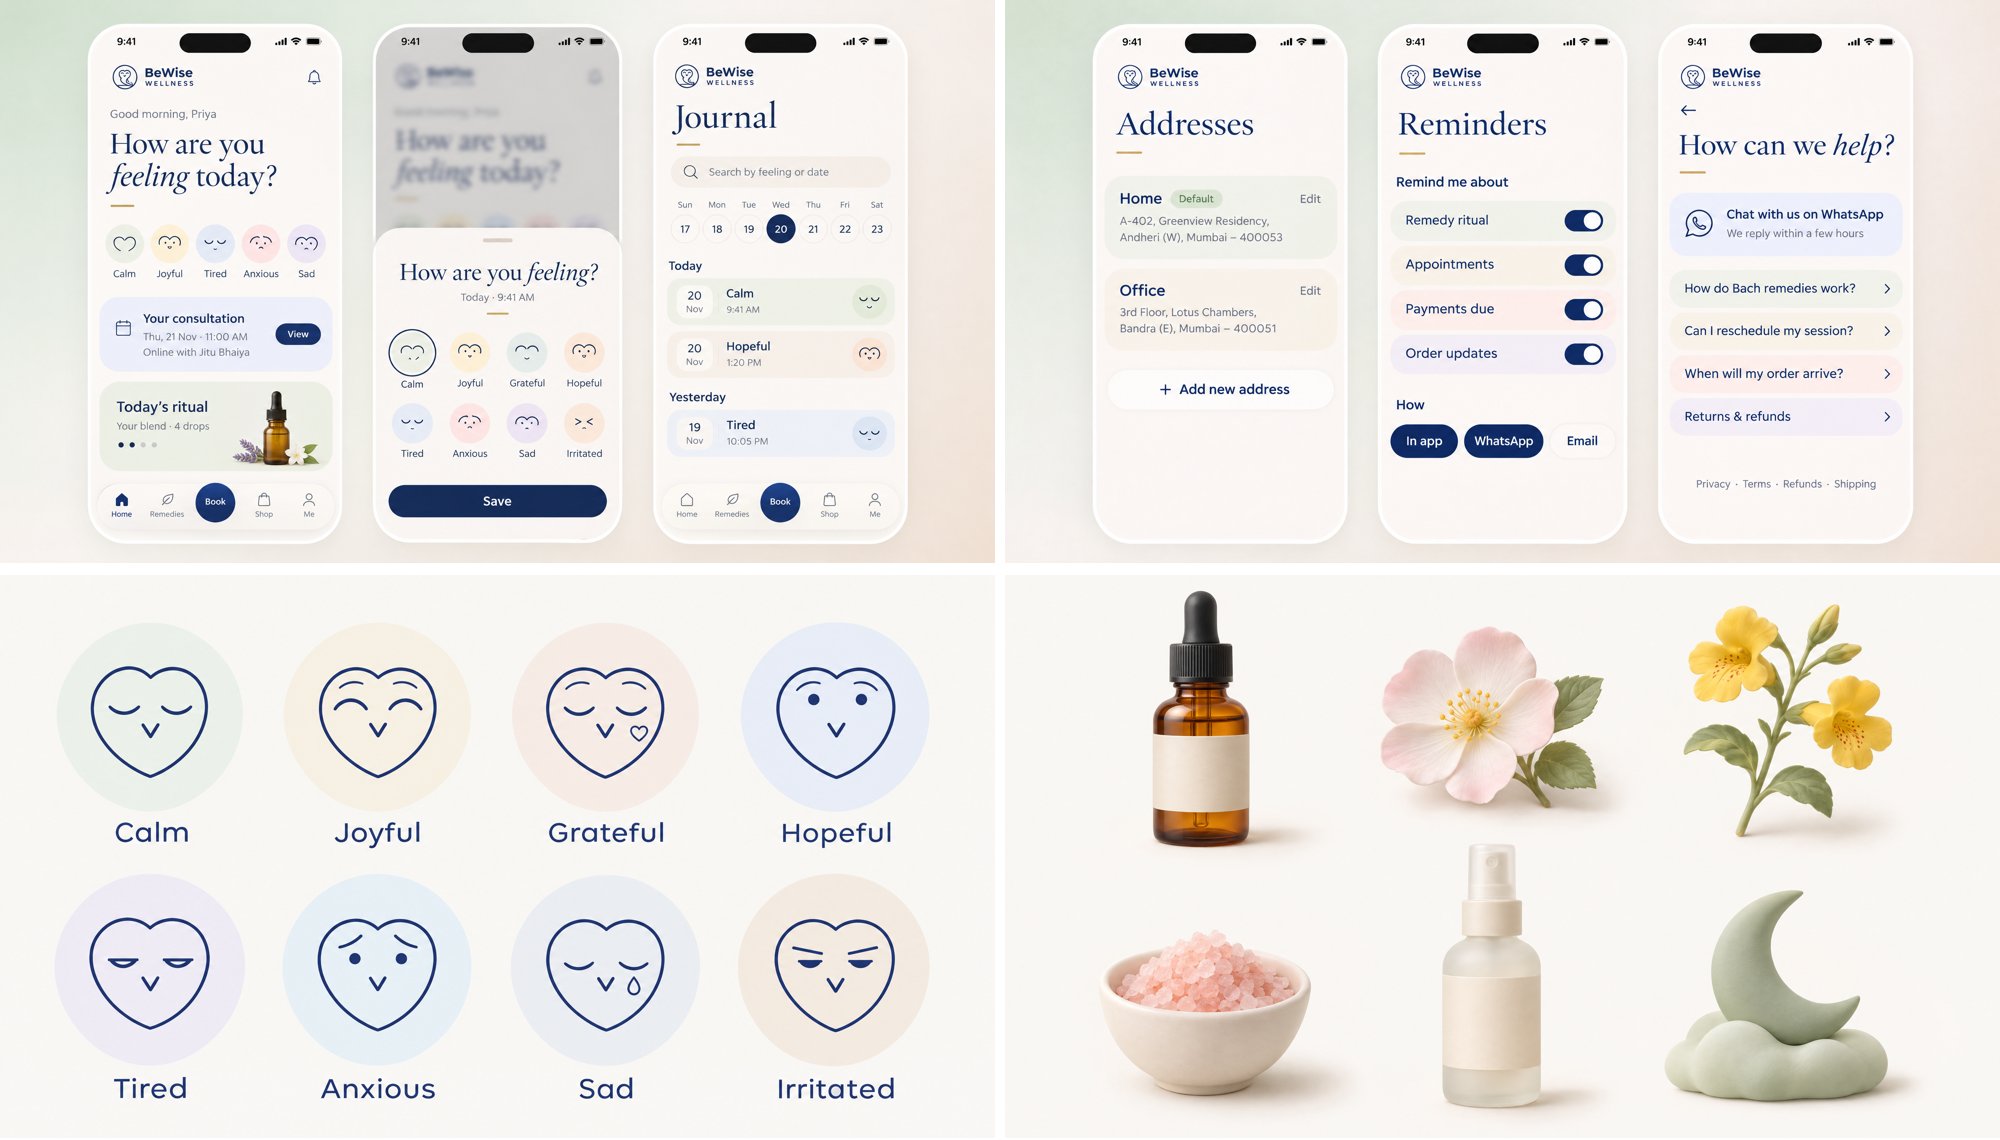 9:41
BeWise
WELLNESS
Good morning, Priya
How are you
feeling today?
Calm
Joyful
Tired
Anxious
Sad
Your consultation
Thu, 21 Nov · 11:00 AM
Online with Jitu Bhaiya
View
Today's ritual
Your blend · 4 drops
Home
Remedies
Book
Shop
Me
9:41
BeWise
WELLNESS
Good morning, Priya
How are you
feeling today?
How are you feeling?
Today · 9:41 AM
Calm
Joyful
Grateful
Hopeful
Tired
Anxious
Sad
Irritated
Save
9:41
BeWise
WELLNESS
Journal
Search by feeling or date
Sun Mon Tue Wed Thu Fri Sat
17 18 19 20 21 22 23
Today
20
Nov
Calm
9:41 AM
20
Nov
Hopeful
1:20 PM
Yesterday
19
Nov
Tired
10:05 PM
Home
Remedies
Book
Shop
Me
9:41
BeWise
WELLNESS
Addresses
Home
Default
Edit
A-402, Greenview Residency,
Andheri (W), Mumbai – 400053
Office
Edit
3rd Floor, Lotus Chambers,
Bandra (E), Mumbai – 400051
+ Add new address
9:41
BeWise
WELLNESS
Reminders
Remind me about
Remedy ritual
Appointments
Payments due
Order updates
How
In app
WhatsApp
Email
9:41
BeWise
WELLNESS
How can we help?
Chat with us on WhatsApp
We reply within a few hours
How do Bach remedies work?
Can I reschedule my session?
When will my order arrive?
Returns & refunds
Privacy · Terms · Refunds · Shipping
Calm
Joyful
Grateful
Hopeful
Tired
Anxious
Sad
Irritated